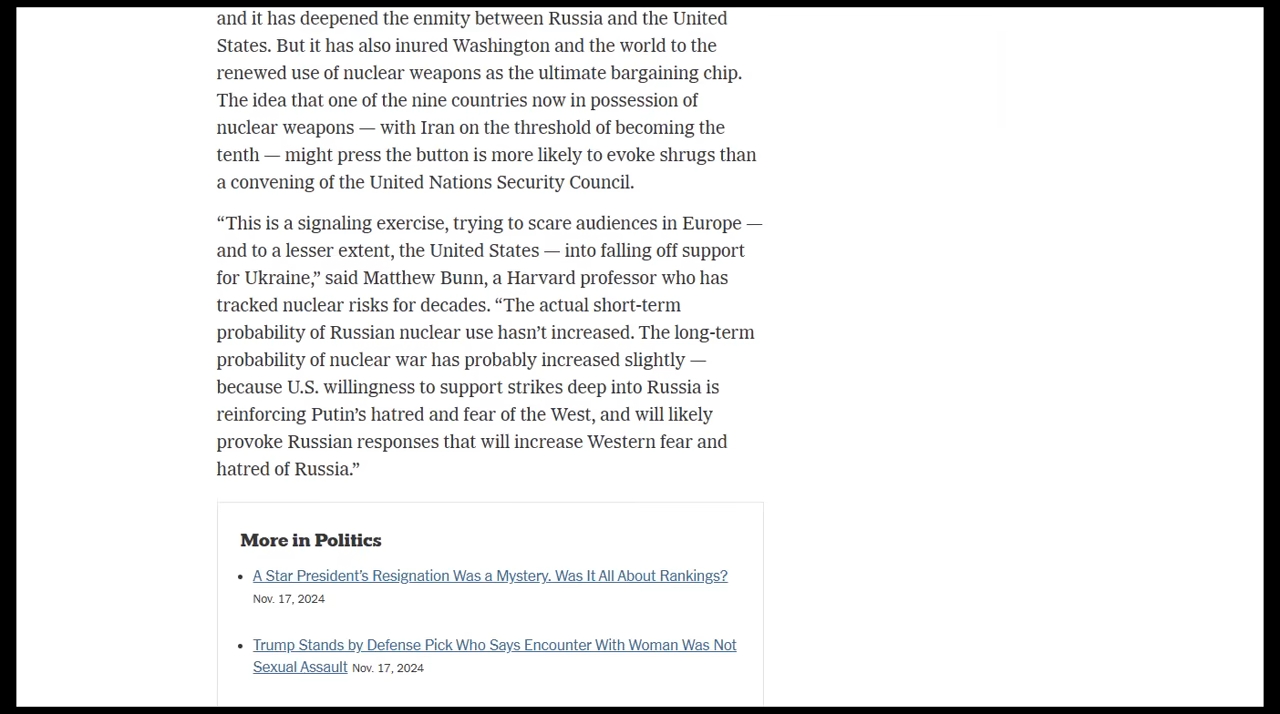 and it has deepened the enmity between Russia and the United
States. But it has also inured Washington and the world to the
renewed use of nuclear weapons as the ultimate bargaining chip.
The idea that one of the nine countries now in possession of
nuclear weapons — with Iran on the threshold of becoming the
tenth — might press the button is more likely to evoke shrugs than
a convening of the United Nations Security Council.
“This is a signaling exercise, trying to scare audiences in Europe —
and to a lesser extent, the United States — into falling off support
for Ukraine,” said Matthew Bunn, a Harvard professor who has
tracked nuclear risks for decades. “The actual short-term
probability of Russian nuclear use hasn’t increased. The long-term
probability of nuclear war has probably increased slightly —
because U.S. willingness to support strikes deep into Russia is
reinforcing Putin’s hatred and fear of the West, and will likely
provoke Russian responses that will increase Western fear and
hatred of Russia.”
More in Politics
• A Star President’s Resignation Was a Mystery. Was It All About Rankings?
Nov. 17, 2024
• Trump Stands by Defense Pick Who Says Encounter With Woman Was Not
Sexual Assault Nov. 17, 2024